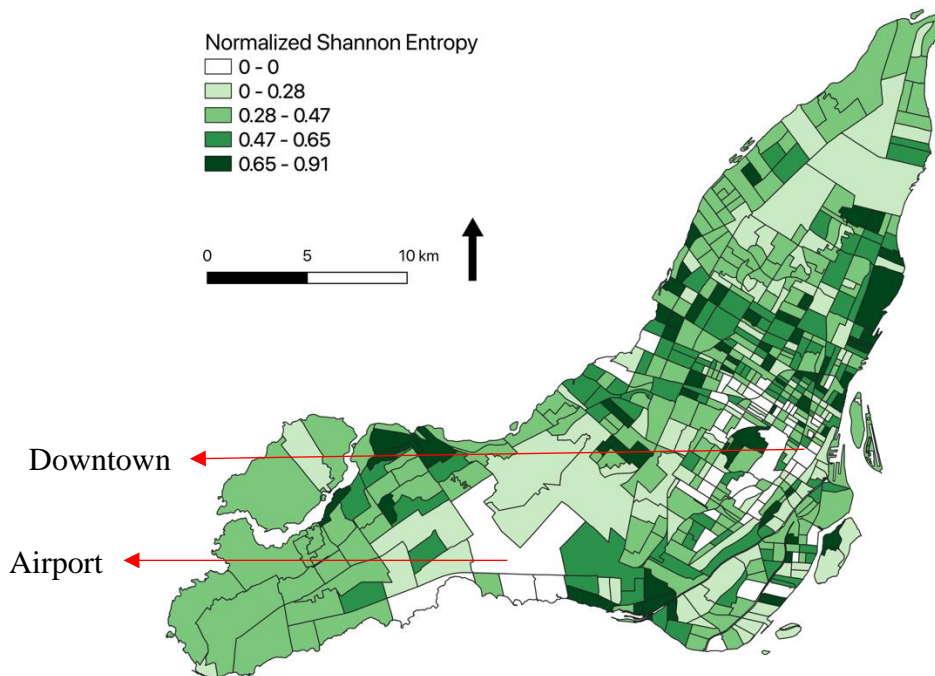 Normalized Shannon Entropy
0 - 0
0 - 0.28
0.28 - 0.47
0.47 - 0.65
0.65 - 0.91
0 5 10 km
Downtown
Airport